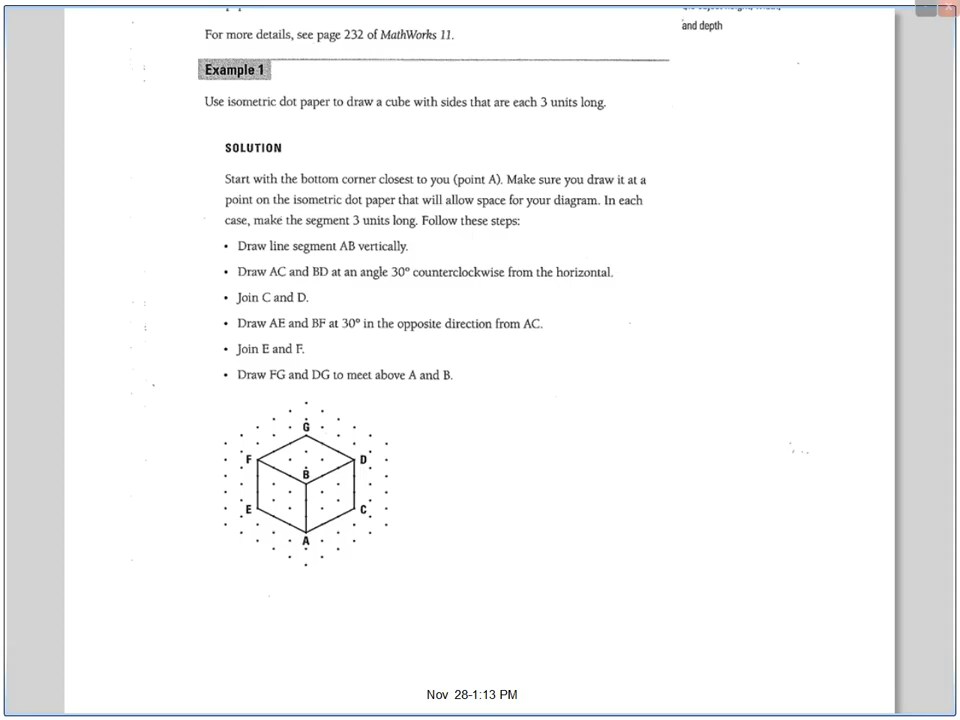 and depth
For more details, see page 232 of MathWorks 11.
Example 1
Use isometric dot paper to draw a cube with sides that are each 3 units long.
SOLUTION
Start with the bottom corner closest to you (point A). Make sure you draw it at a
point on the isometric dot paper that will allow space for your diagram. In each
case, make the segment 3 units long. Follow these steps:
• Draw line segment AB vertically.
• Draw AC and BD at an angle 30° counterclockwise from the horizontal.
• Join C and D.
• Draw AE and BF at 30° in the opposite direction from AC.
• Join E and F.
• Draw FG and DG to meet above A and B.
G
F
D
B
E
C
A
Nov 28-1:13 PM